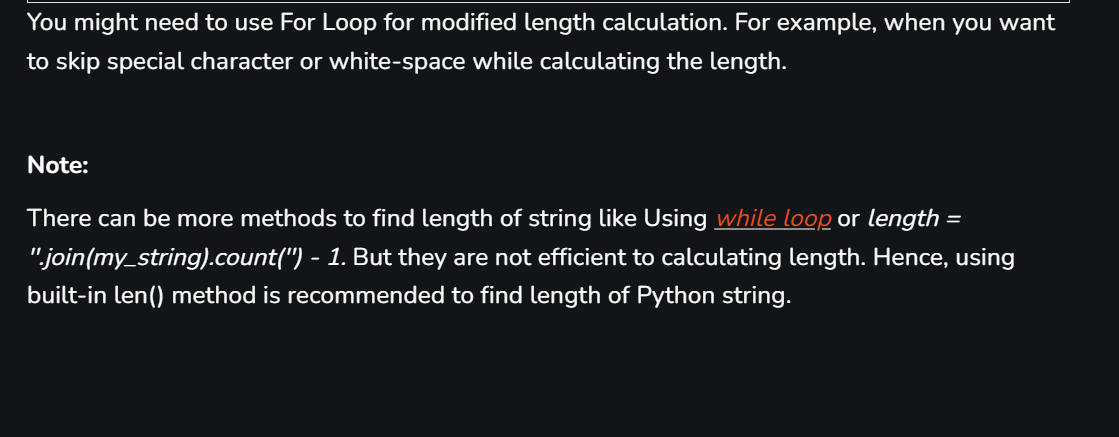 You might need to use For Loop for modified length calculation. For example, when you want
to skip special character or white-space while calculating the length.
Note:
There can be more methods to find length of string like Using while loop or length =
".join(my_string).count(") - 1. But they are not efficient to calculating length. Hence, using
built-in len() method is recommended to find length of Python string.